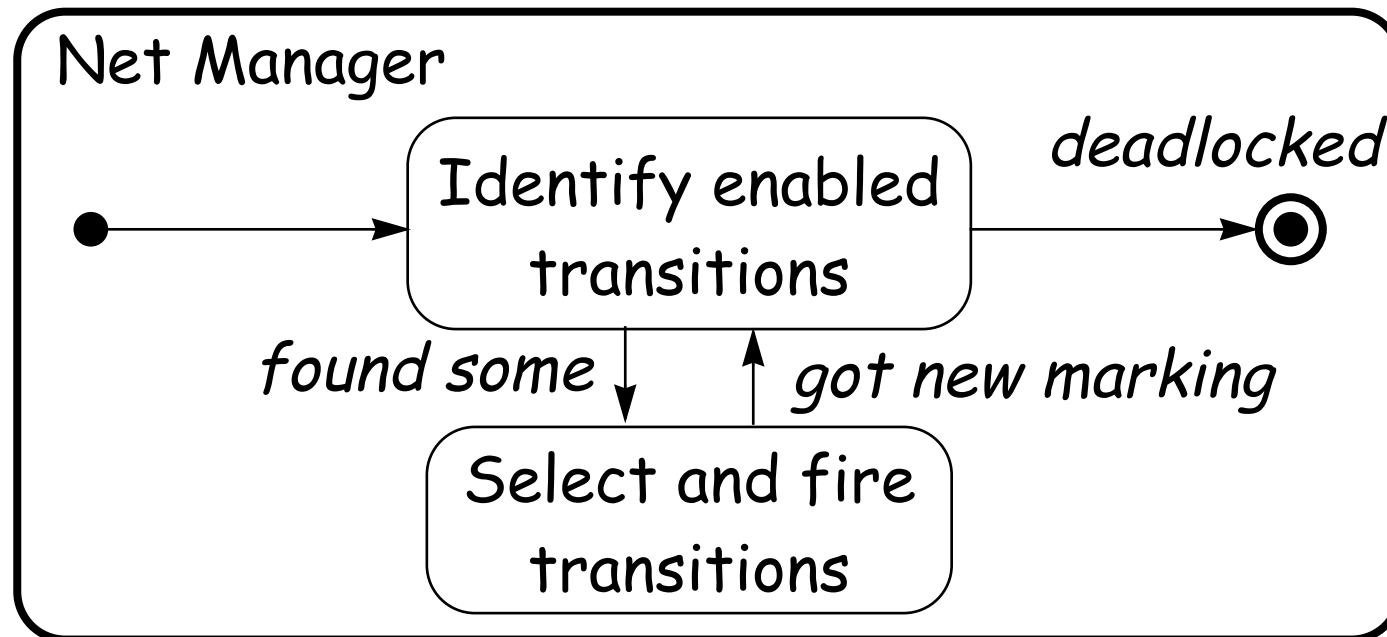 Net Manager
deadlocked
Identify enabled
transitions
found some
got new marking
Select and fire
transitions